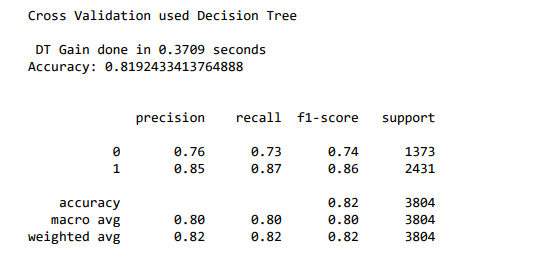 Cross Validation used Decision Tree
DT Gain done in 0.3709 seconds
Accuracy: 0.8192433413764888
precision recall f1-score support
0 0.76 0.73 0.74 1373
1 0.85 0.87 0.86 2431
accuracy 0.82 3804
macro avg 0.80 0.80 0.80 3804
weighted avg 0.82 0.82 0.82 3804